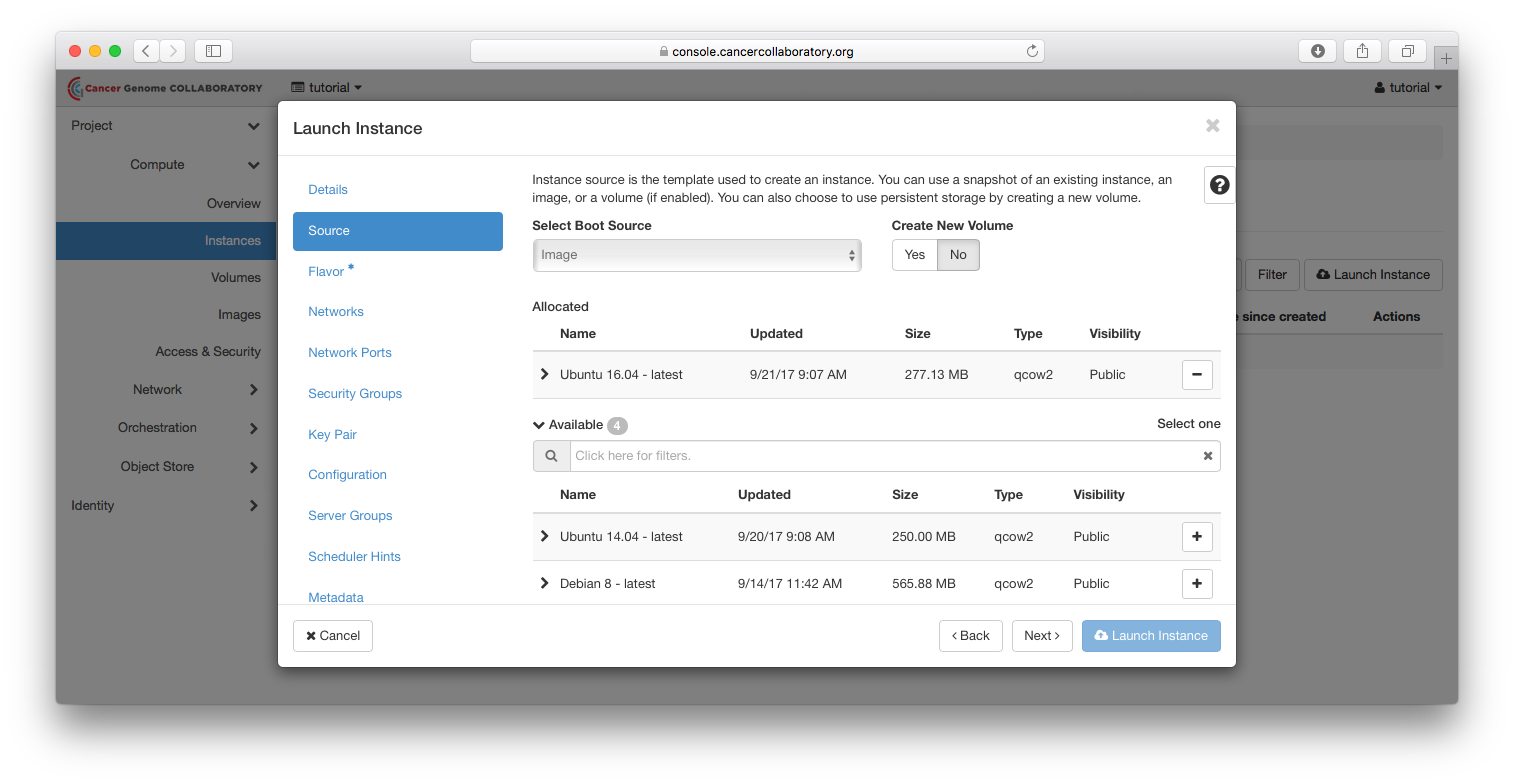 console.cancercollaboratory.org
Cancer Genome COLLABORATORY
tutorial
tutorial
Project
Compute
Overview
Instances
Volumes
Images
Access & Security
Network
Orchestration
Object Store
Identity
Filter
Launch Instance
since created
Actions
Launch Instance
Details
Source
Flavor *
Networks
Network Ports
Security Groups
Key Pair
Configuration
Server Groups
Scheduler Hints
Metadata
Instance source is the template used to create an instance. You can use a snapshot of an existing instance, an
image, or a volume (if enabled). You can also choose to use persistent storage by creating a new volume.
?
Select Boot Source
Create New Volume
Image
Yes No
Allocated
Name Updated Size Type Visibility
Ubuntu 16.04 - latest 9/21/17 9:07 AM 277.13 MB qcow2 Public
Available 4
Select one
Click here for filters.
Name Updated Size Type Visibility
Ubuntu 14.04 - latest 9/20/17 9:08 AM 250.00 MB qcow2 Public
Debian 8 - latest 9/14/17 11:42 AM 565.88 MB qcow2 Public
Cancel
Back
Next
Launch Instance